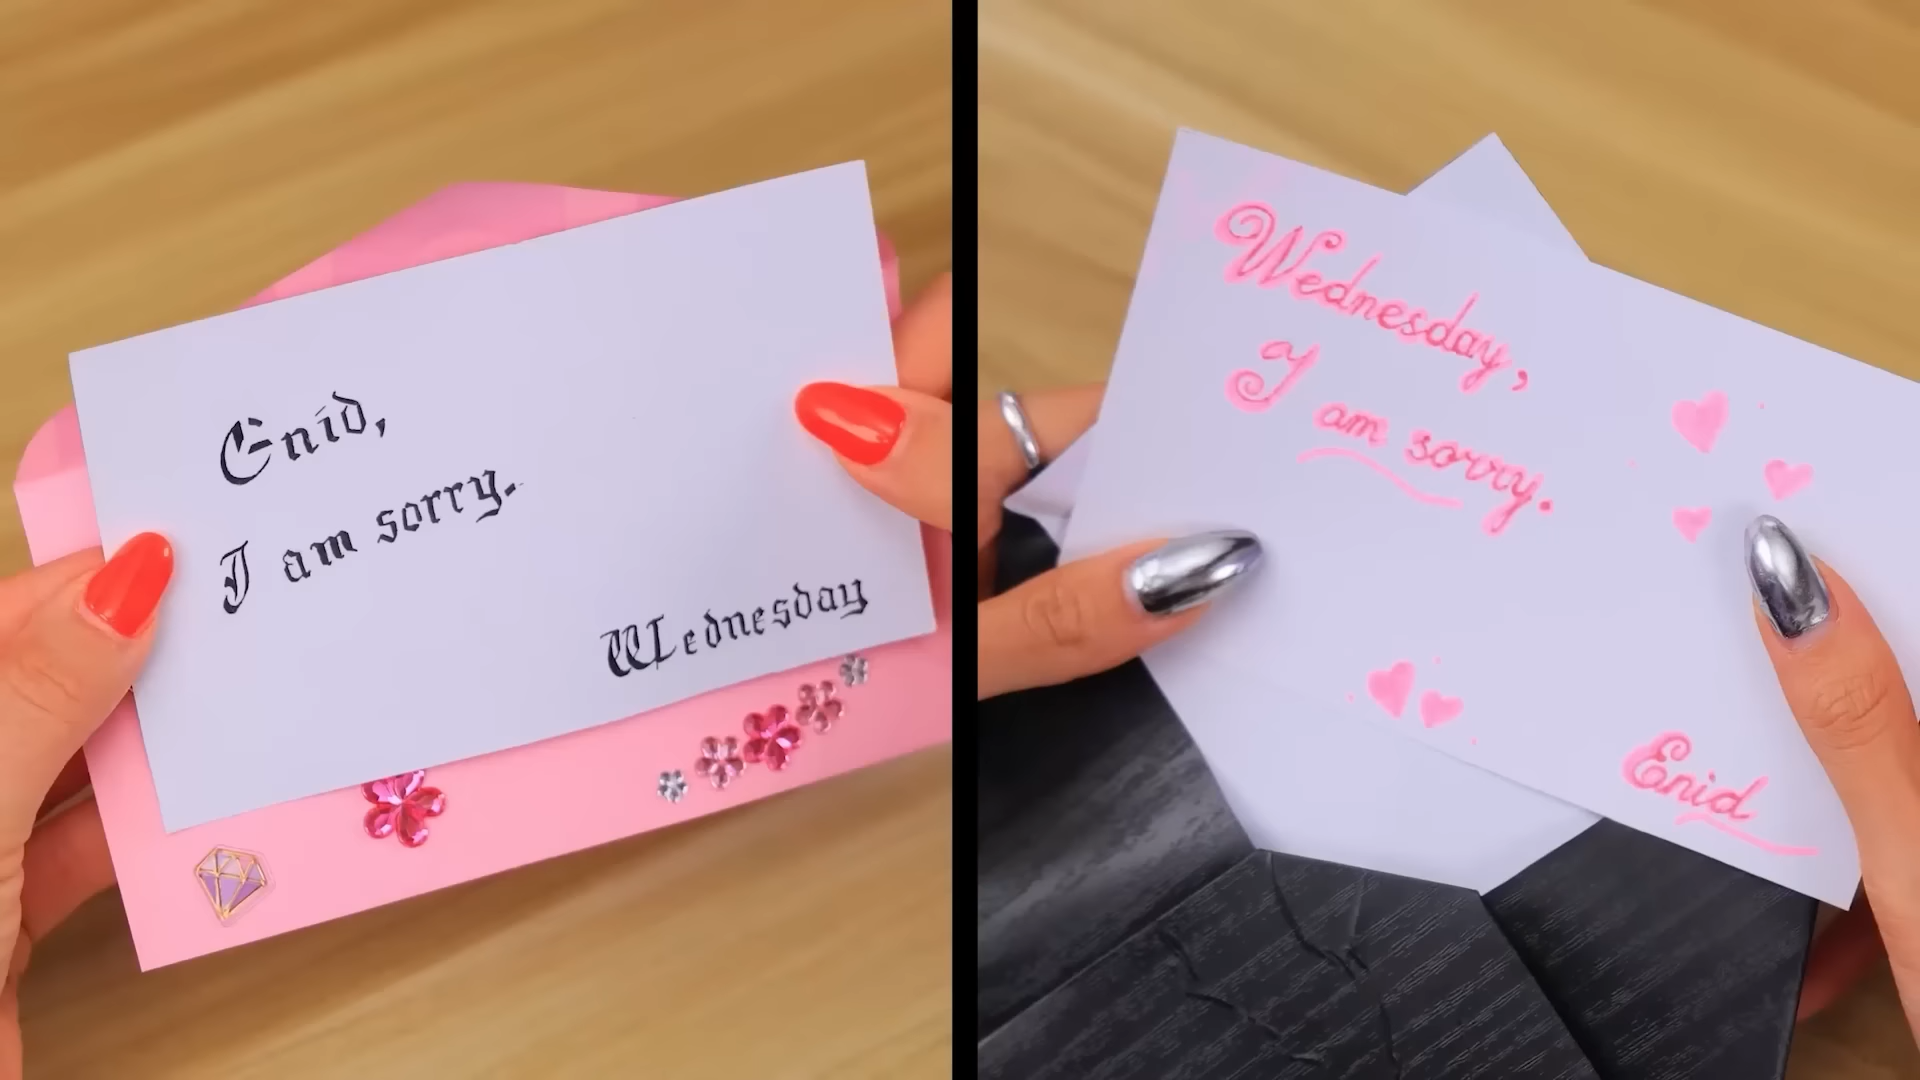 Enid,
I am sorry.
Wednesday
Wednesday,
I am sorry.
Enid